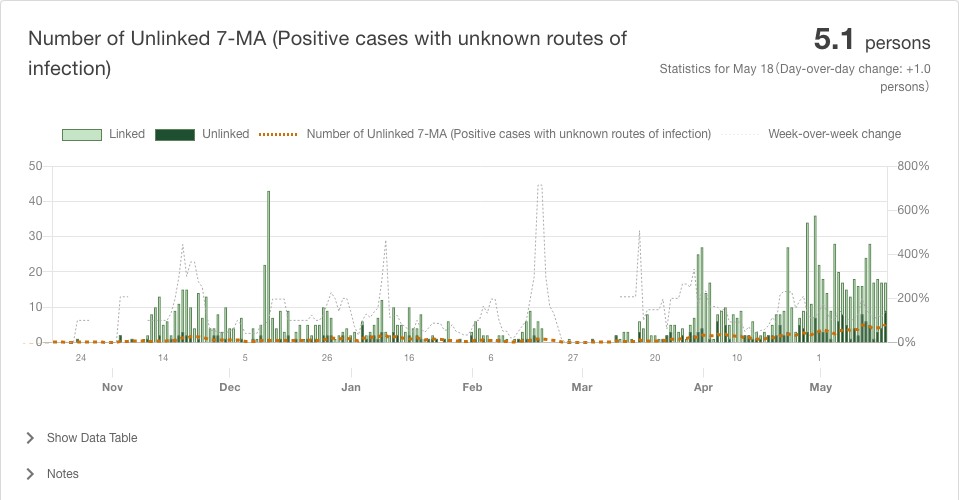 Number of Unlinked 7-MA (Positive cases with unknown routes of
infection)
5.1 persons
Statistics for May 18(Day-over-day change: +1.0
persons)
Linked Unlinked Number of Unlinked 7-MA (Positive cases with unknown routes of infection) Week-over-week change
50 800%
40 600%
30 400%
20
10 200%
0 0%
24 14 5 26 16 6 27 20 10 1
Nov Dec Jan Feb Mar Apr May
Show Data Table
Notes